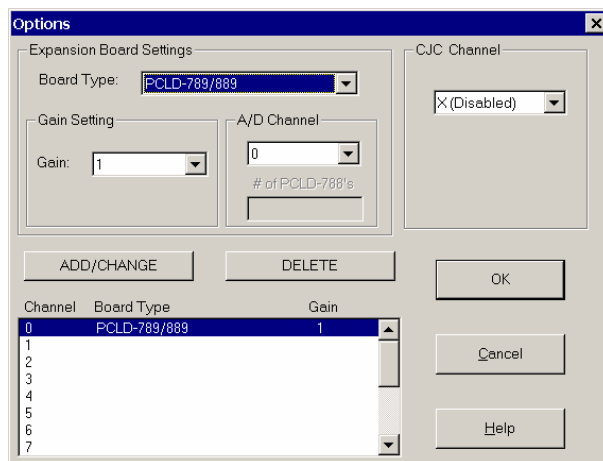 Options
Expansion Board Settings
Board Type: PCLD-789/889
Gain Setting
Gain: 1
A/D Channel
0
# of PCLD-788's
CJC Channel
X (Disabled)
ADD/CHANGE
DELETE
OK
Cancel
Help
Channel Board Type Gain
0 PCLD-789/889 1
1
2
3
4
5
6
7